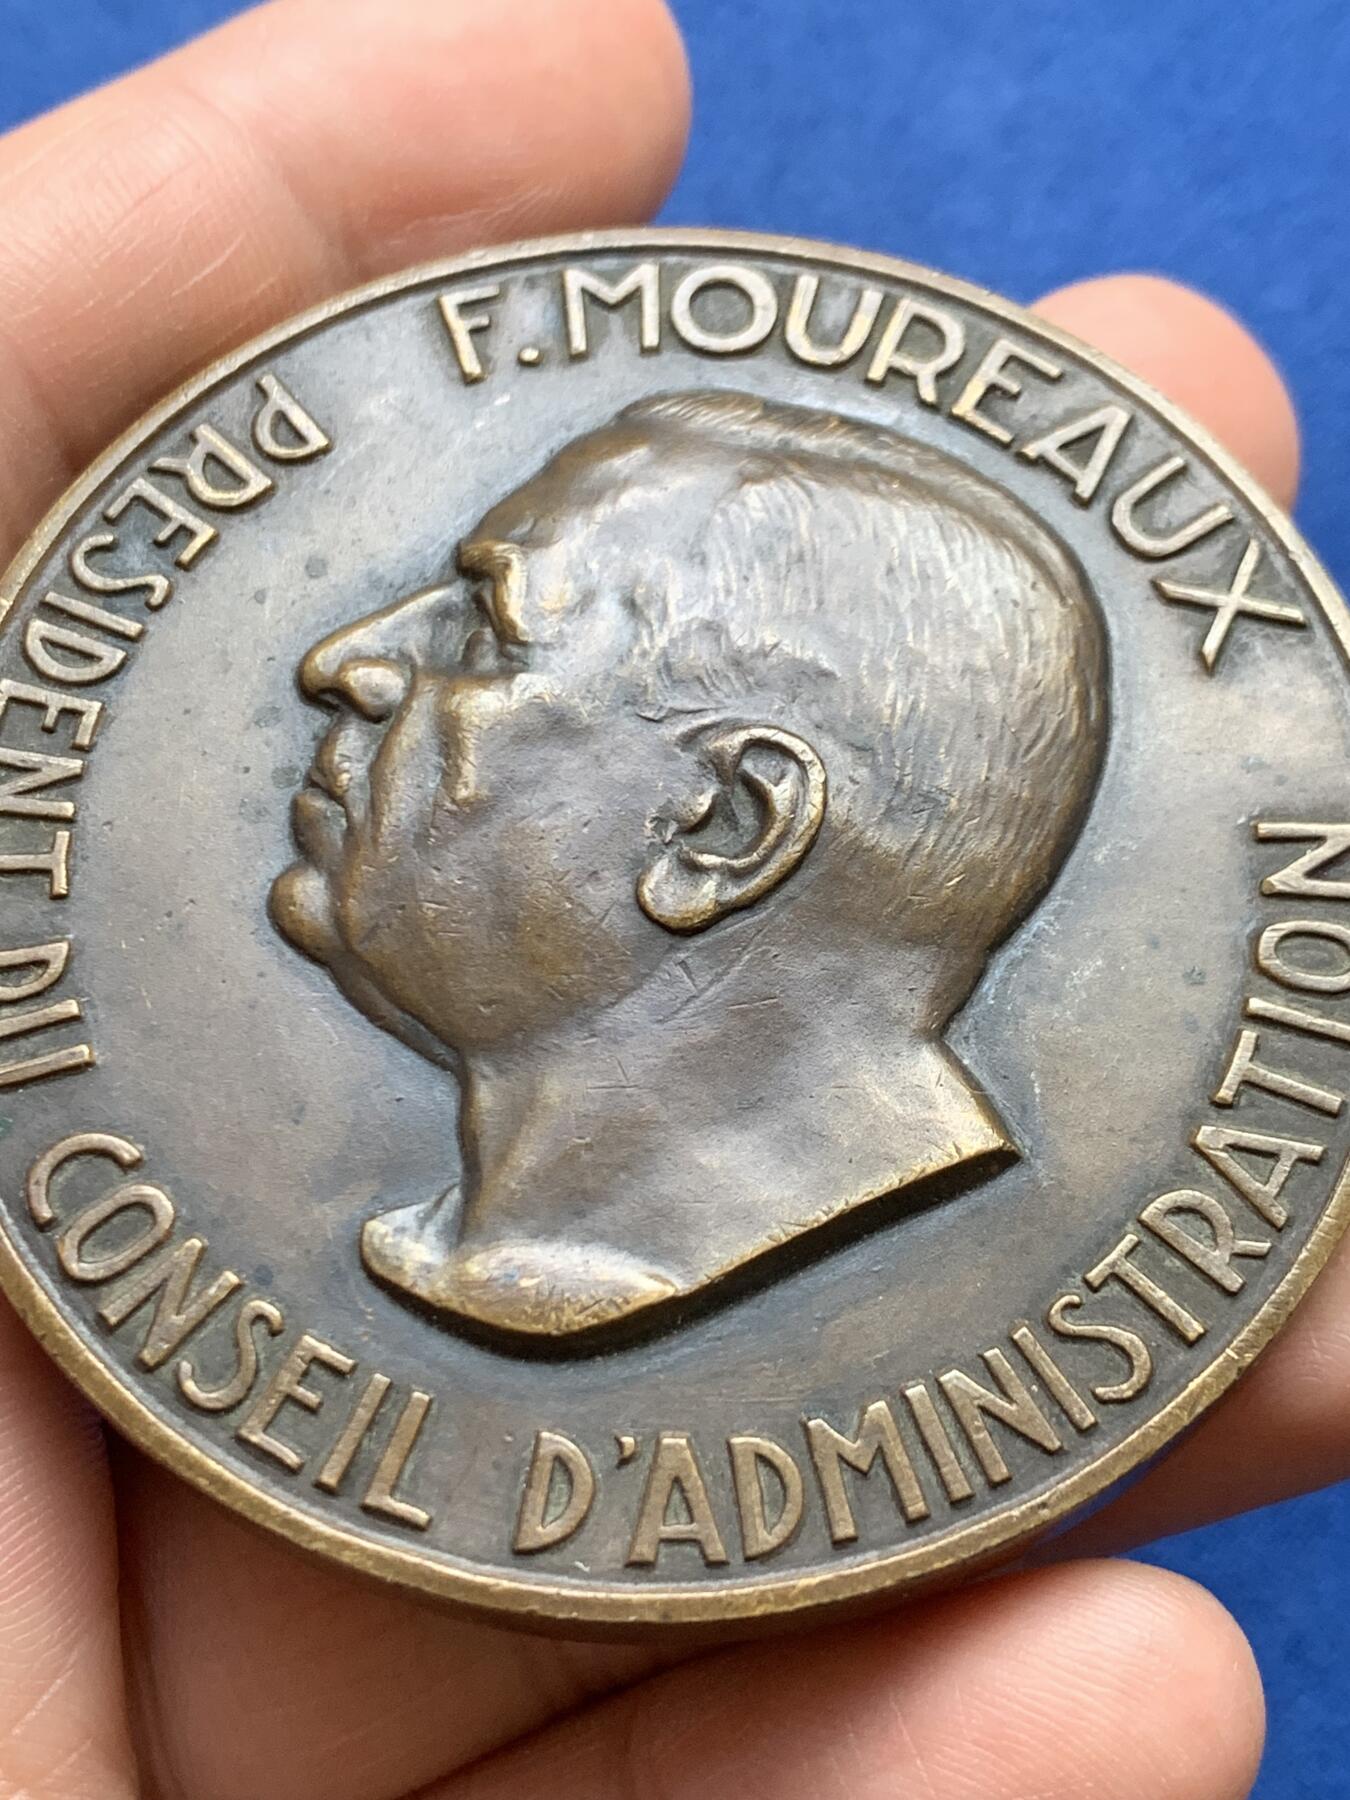 F. MOUREAUX
PRESIDENT DU CONSEIL D'ADMINISTRATION